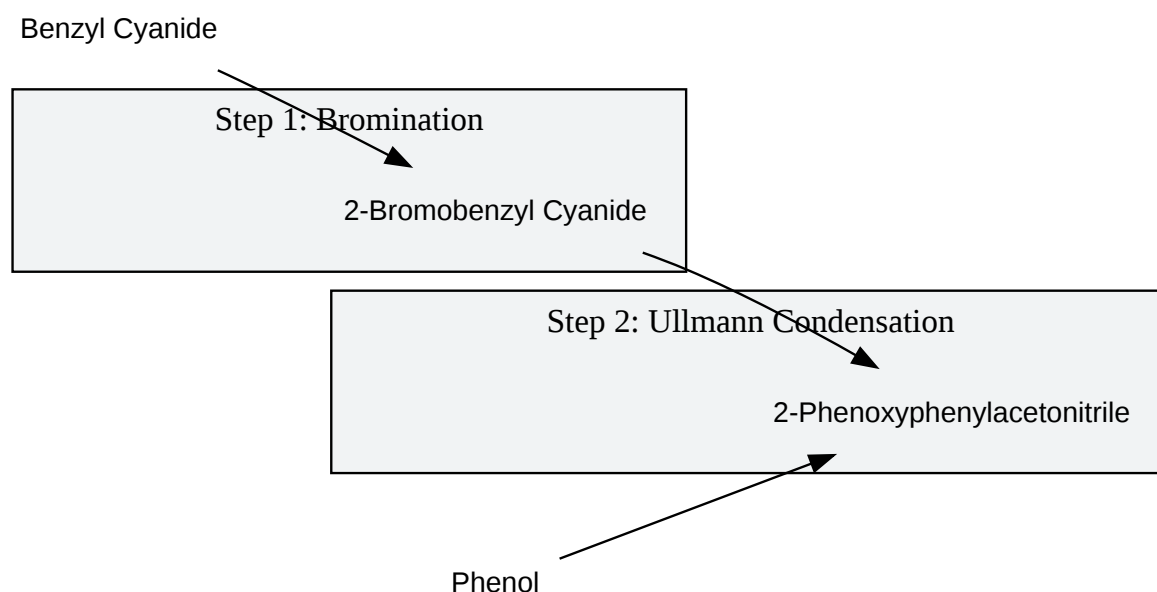 Benzyl Cyanide
Step 1: Bromination
2-Bromobenzyl Cyanide
Step 2: Ullmann Condensation
2-Phenoxyphenylacetonitrile
Phenol